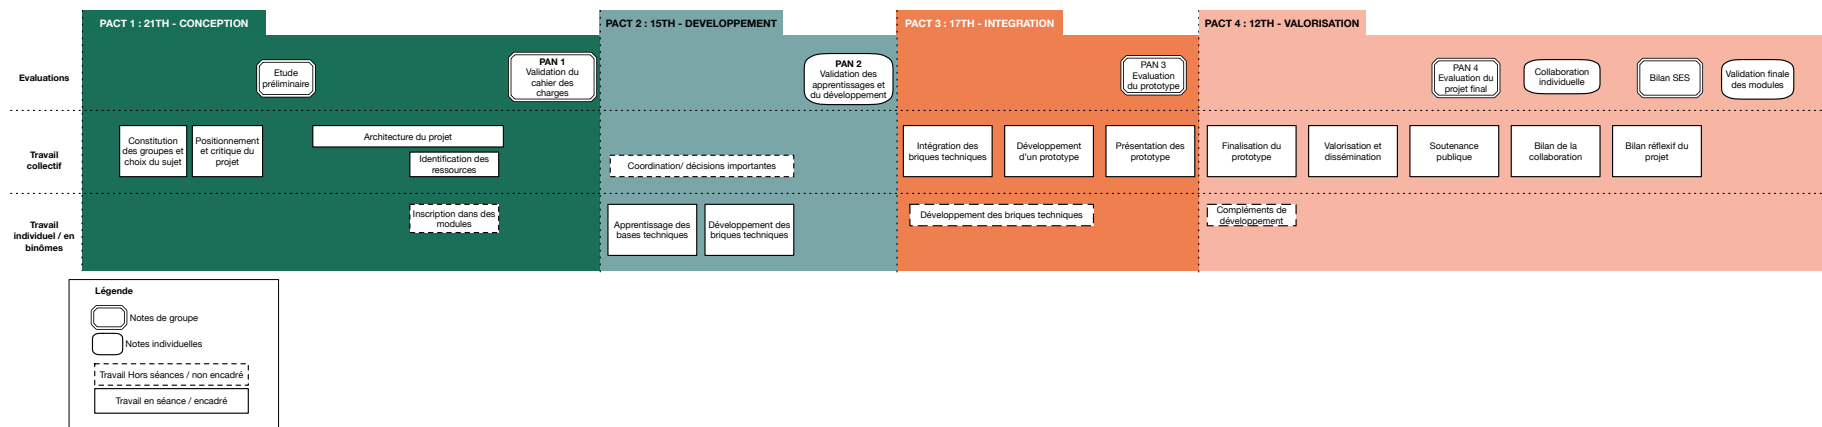 PACT 1 : 21TH - CONCEPTION
PACT 2 : 15TH - DEVELOPPEMENT
PACT 3 : 17TH - INTEGRATION
PACT 4 : 12TH - VALORISATION
Evaluations
Etude
préliminaire
PAN 1
Validation du
cahier des
charges
PAN 2
Validation des
apprentissages et
du développement
PAN 3
Evaluation
du prototype
PAN 4
Evaluation du
projet final
Collaboration
individuelle
Bilan SES
Validation finale
des modules
Travail
collectif
Constitution
des groupes et
choix du sujet
Positionnement
et critique du
projet
Architecture du projet
Identification des
ressources
Coordination/ décisions importantes
Intégration des
briques techniques
Développement
d'un prototype
Présentation des
prototype
Finalisation du
prototype
Valorisation et
dissémination
Soutenance
publique
Bilan de la
collaboration
Bilan réflexif du
projet
Travail
individuel / en
binômes
Inscription dans des
modules
Apprentissage des
bases techniques
Développement des
briques techniques
Développement des briques techniques
Compléments de
développement
Légende
Notes de groupe
Notes individuelles
Travail Hors séances / non encadré
Travail en séance / encadré